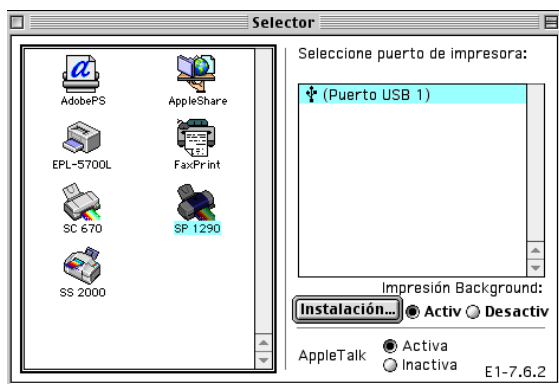 Selector
AdobePS
AppleShare
EPL-5700L
FaxPrint
SC 670
SP 1290
SS 2000
Seleccione puerto de impresora:
(Puerto USB 1)
Impresión Background:
Instalación... Activ Desactiv
AppleTalk
Activa
Inactiva
E1-7.6.2